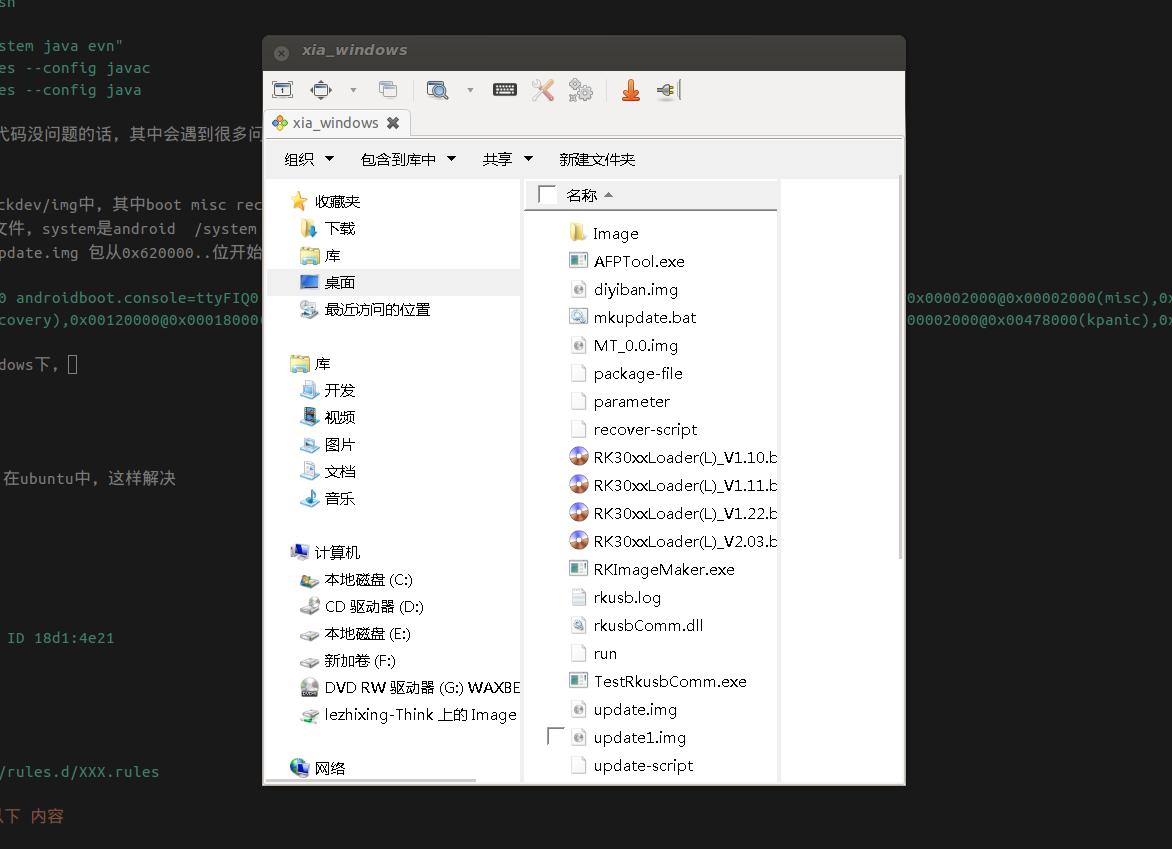 sh
stem java evn"
es --config javac
es --config java
代码没问题的话，其中会遇到很多问
ckdev/img中，其中boot misc rec
文件，system是android /system
pdate.img 包从0x620000..位开始
0 androidboot.console=ttyFIQ0
0x00002000@0x00002000(misc),0x
covery),0x00120000@0x00018000(
00002000@0x00478000(kpanic),0x
dows下，
在ubuntu中，这样解决
ID 18d1:4e21
/rules.d/XXX.rules
以下 内容
xia_windows
xia_windows
组织
包含到库中
共享
新建文件夹
收藏夹
下载
库
桌面
最近访问的位置
库
开发
视频
图片
文档
音乐
计算机
本地磁盘 (C:)
CD 驱动器 (D:)
本地磁盘 (E:)
新加卷 (F:)
DVD RW 驱动器 (G:) WAXBE
lezhixing-Think 上的 Image
网络
名称
Image
AFPTool.exe
diyiban.img
mkupdate.bat
MT_0.0.img
package-file
parameter
recover-script
RK30xxLoader(L)_V1.10.b
RK30xxLoader(L)_V1.11.b
RK30xxLoader(L)_V1.22.b
RK30xxLoader(L)_V2.03.b
RKImageMaker.exe
rkusb.log
rkusbComm.dll
run
TestRkusbComm.exe
update.img
update1.img
update-script